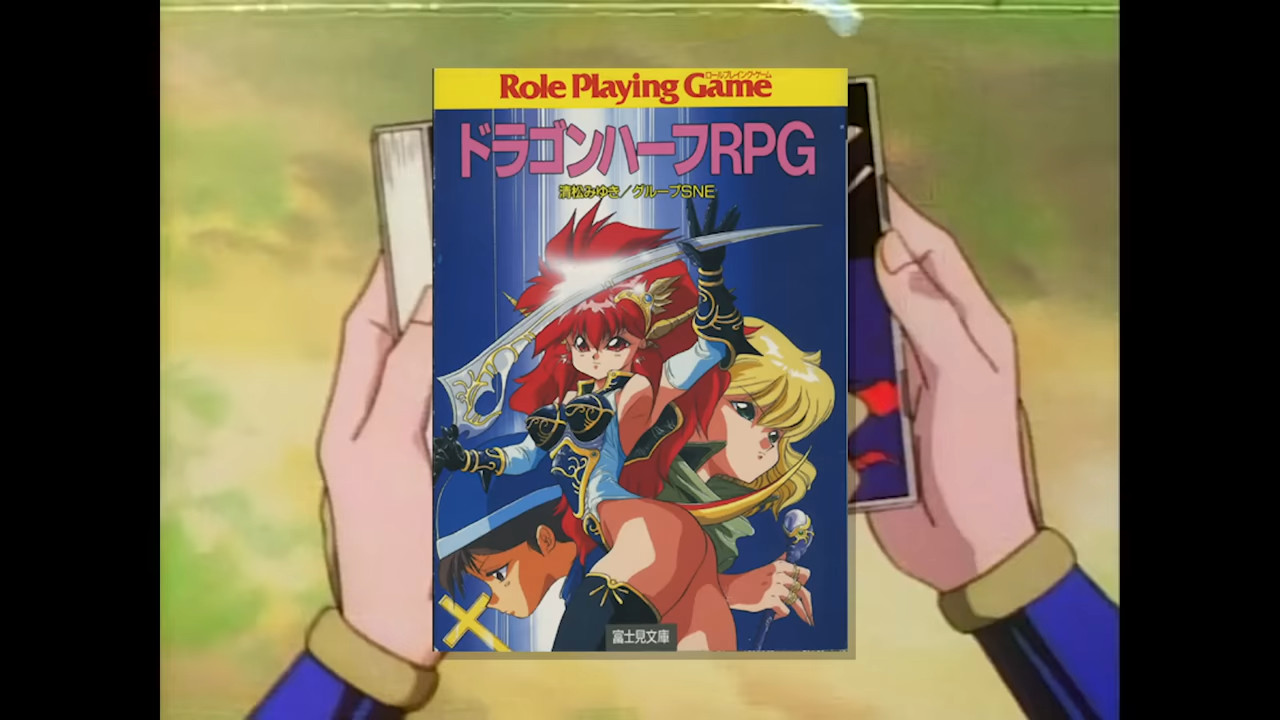 ロールプレイング・ゲーム
Role Playing Game
ドラゴンハーフRPG
清松みゆき/グループSNE
富士見文庫